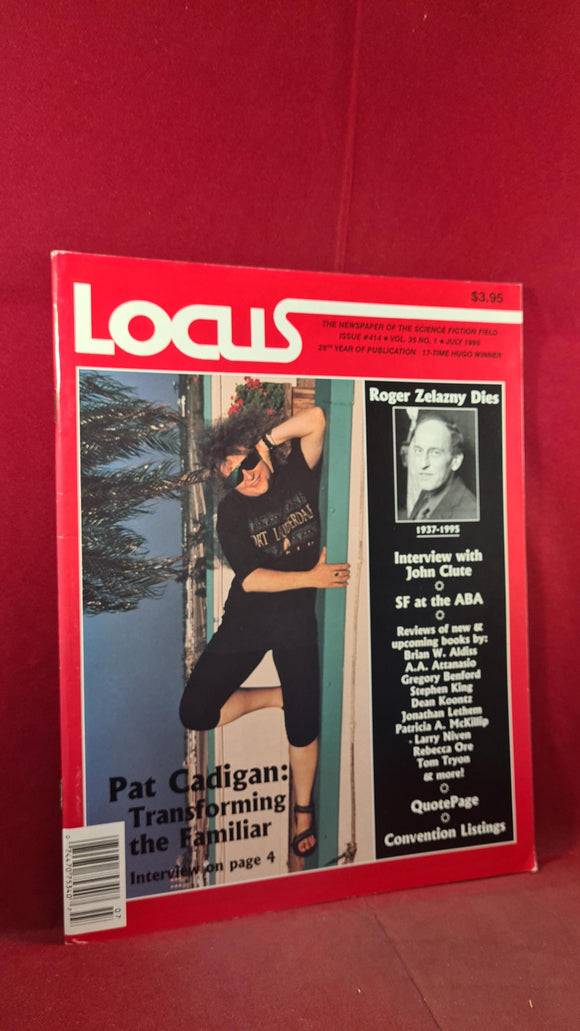 LOCUS
$3.95
THE NEWSPAPER OF THE SCIENCE FICTION FIELD
ISSUE #414 ★ VOL. 35 NO. 1 ★ JULY 1995
28TH YEAR OF PUBLICATION 17-TIME HUGO WINNER
Roger Zelazny Dies
1937-1995
Interview with
John Clute
SF at the ABA
Reviews of new &
upcoming books by:
Brian W. Aldiss
A.A. Attanasio
Gregory Benford
Stephen King
Dean Koontz
Jonathan Lethem
Patricia A. McKillip
Larry Niven
Rebecca Ore
Tom Tryon
& more!
QuotePage
Convention Listings
FORT LAUDERDALE
Pat Cadigan:
Transforming
the Familiar
Interview on page 4
07